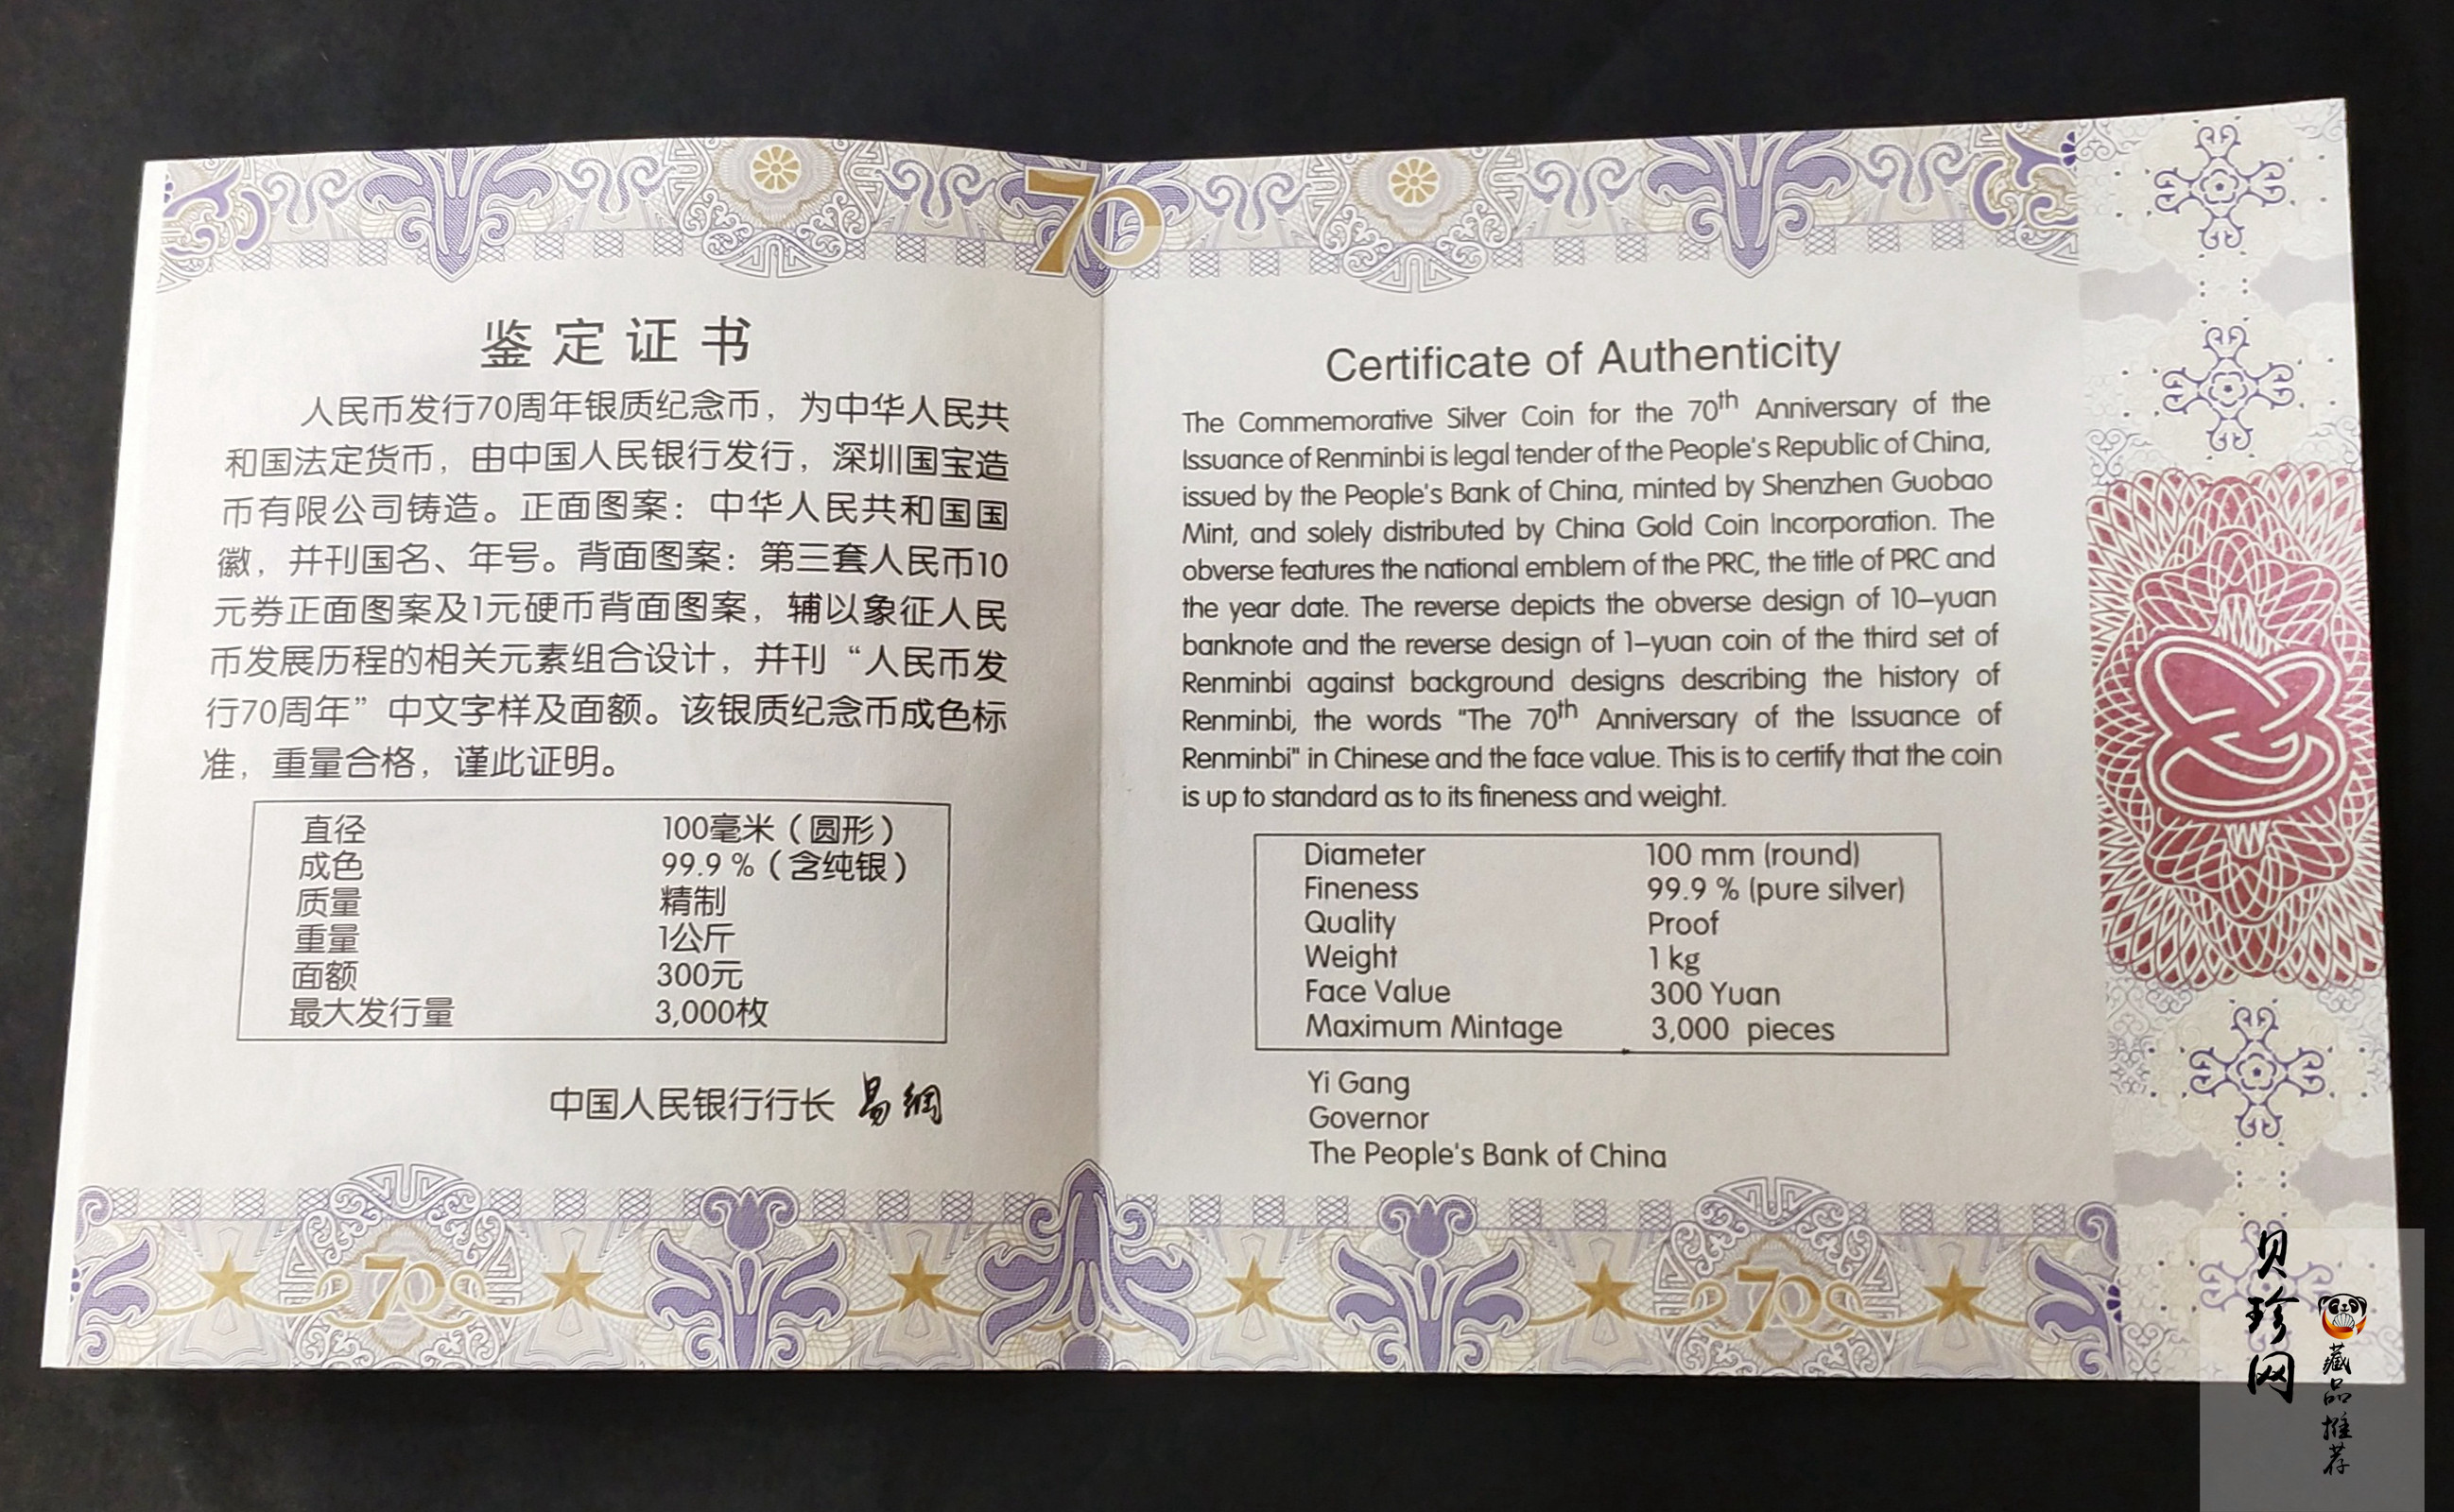 70
鉴定证书
人民币发行70周年银质纪念币，为中华人民共
和国法定货币，由中国人民银行发行，深圳国宝造
币有限公司铸造。正面图案：中华人民共和国国
徽，并刊国名、年号。背面图案：第三套人民币10
元券正面图案及1元硬币背面图案，辅以象征人民
币发展历程的相关元素组合设计，并刊“人民币发
行70周年”中文字样及面额。该银质纪念币成色标
准，重量合格，谨此证明。
直径 100毫米（圆形）
成色 99.9％（含纯银）
质量 精制
重量 1公斤
面额 300元
最大发行量 3,000枚
中国人民银行行长 易纲
70
Certificate of Authenticity
The Commemorative Silver Coin for the 70th Anniversary of the
Issuance of Renminbi is legal tender of the People's Republic of China,
issued by the People's Bank of China, minted by Shenzhen Guobao
Mint, and solely distributed by China Gold Coin Incorporation. The
obverse features the national emblem of the PRC, the title of PRC and
the year date. The reverse depicts the obverse design of 10–yuan
banknote and the reverse design of 1–yuan coin of the third set of
Renminbi against background designs describing the history of
Renminbi, the words "The 70th Anniversary of the Issuance of
Renminbi" in Chinese and the face value. This is to certify that the coin
is up to standard as to its fineness and weight.
Diameter 100 mm (round)
Fineness 99.9 % (pure silver)
Quality Proof
Weight 1 kg
Face Value 300 Yuan
Maximum Mintage 3,000 pieces
Yi Gang
Governor
The People's Bank of China
70
贝珍网
藏品推荐